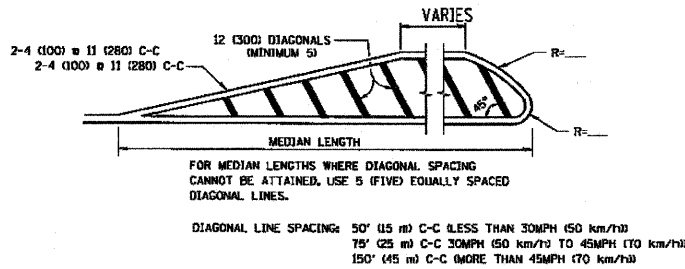 VARIES
12 (300) DIAGONALS
(MINIMUM 5)
2-4 (100) @ 11 (280) C-C
2-4 (100) @ 11 (280) C-C
R=___
45°
R=___
MEDIAN LENGTH
FOR MEDIAN LENGTHS WHERE DIAGONAL SPACING
CANNOT BE ATTAINED, USE 5 (FIVE) EQUALLY SPACED
DIAGONAL LINES.
DIAGONAL LINE SPACING: 50' (15 m) C-C (LESS THAN 30MPH (50 km/h))
75' (25 m) C-C 30MPH (50 km/h) TO 45MPH (70 km/h))
150' (45 m) C-C (MORE THAN 45MPH (70 km/h))